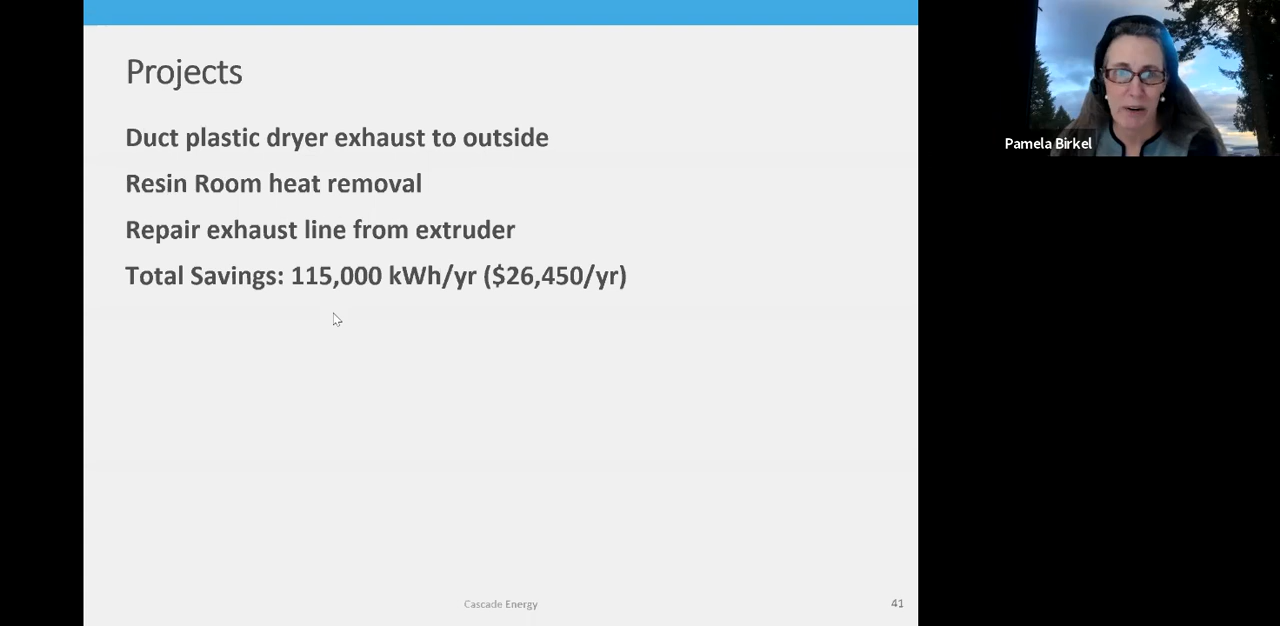 Projects
Duct plastic dryer exhaust to outside
Resin Room heat removal
Repair exhaust line from extruder
Total Savings: 115,000 kWh/yr ($26,450/yr)
Cascade Energy
41
Pamela Birkel